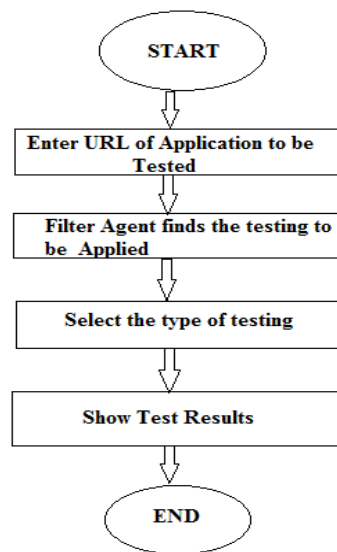 START
Enter URL of Application to be
Tested
Filter Agent finds the testing to
be Applied
Select the type of testing
Show Test Results
END